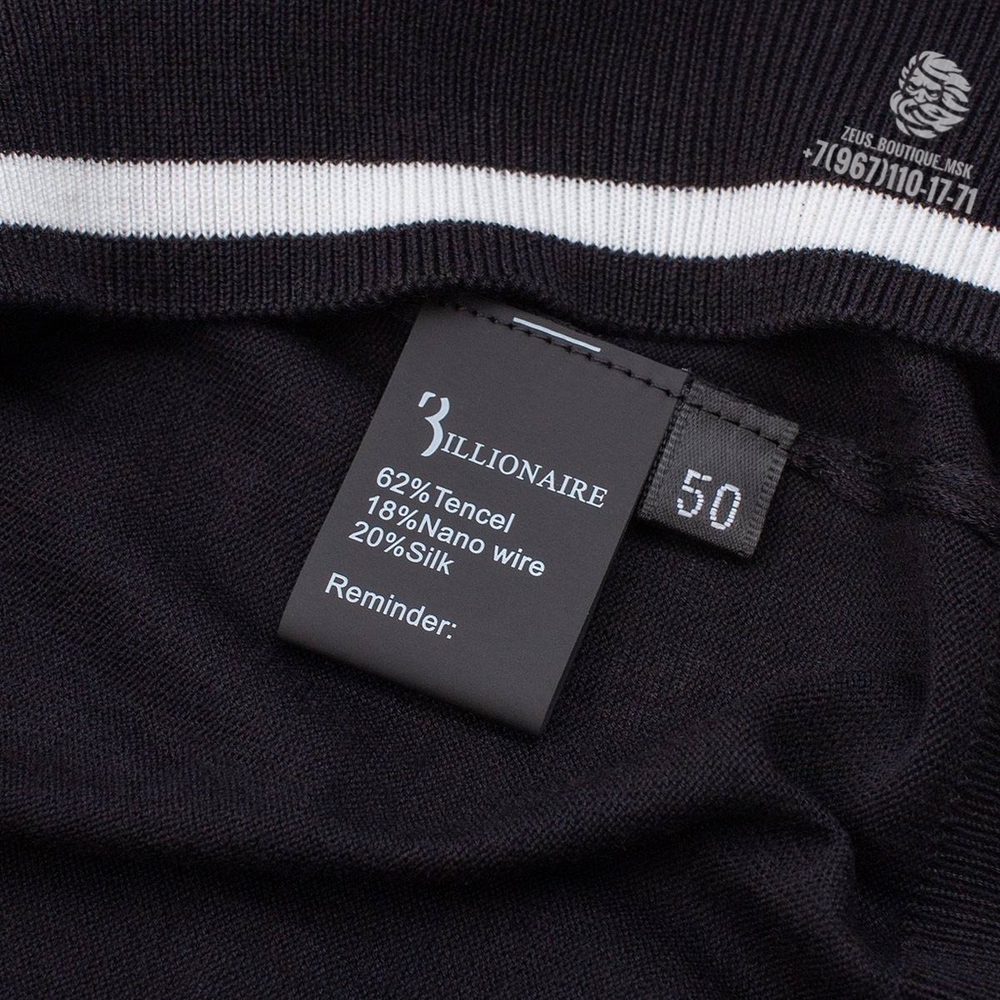 ZEUS_BOUTIQUE_MSK
+7(967)110-17-71
BILLIONAIRE
62%Tencel
18%Nano wire
20%Silk
Reminder:
50